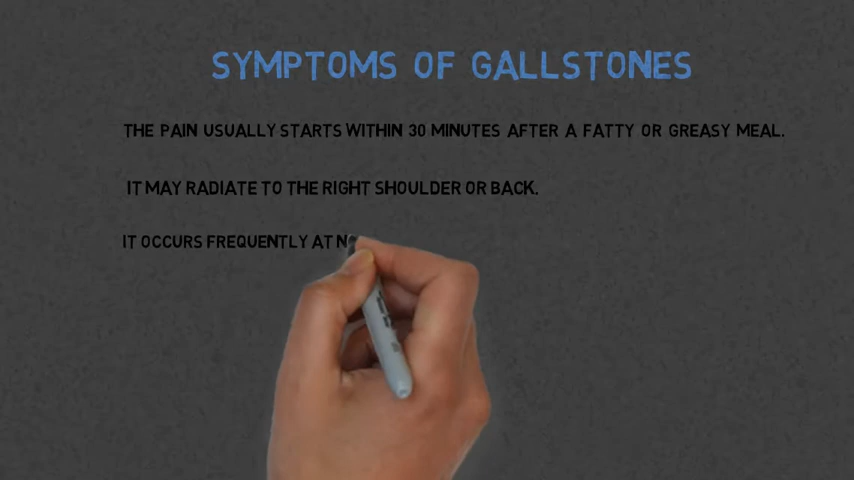 SYMPTOMS OF GALLSTONES
THE PAIN USUALLY STARTS WITHIN 30 MINUTES AFTER A FATTY OR GREASY MEAL.
IT MAY RADIATE TO THE RIGHT SHOULDER OR BACK.
IT OCCURS FREQUENTLY AT